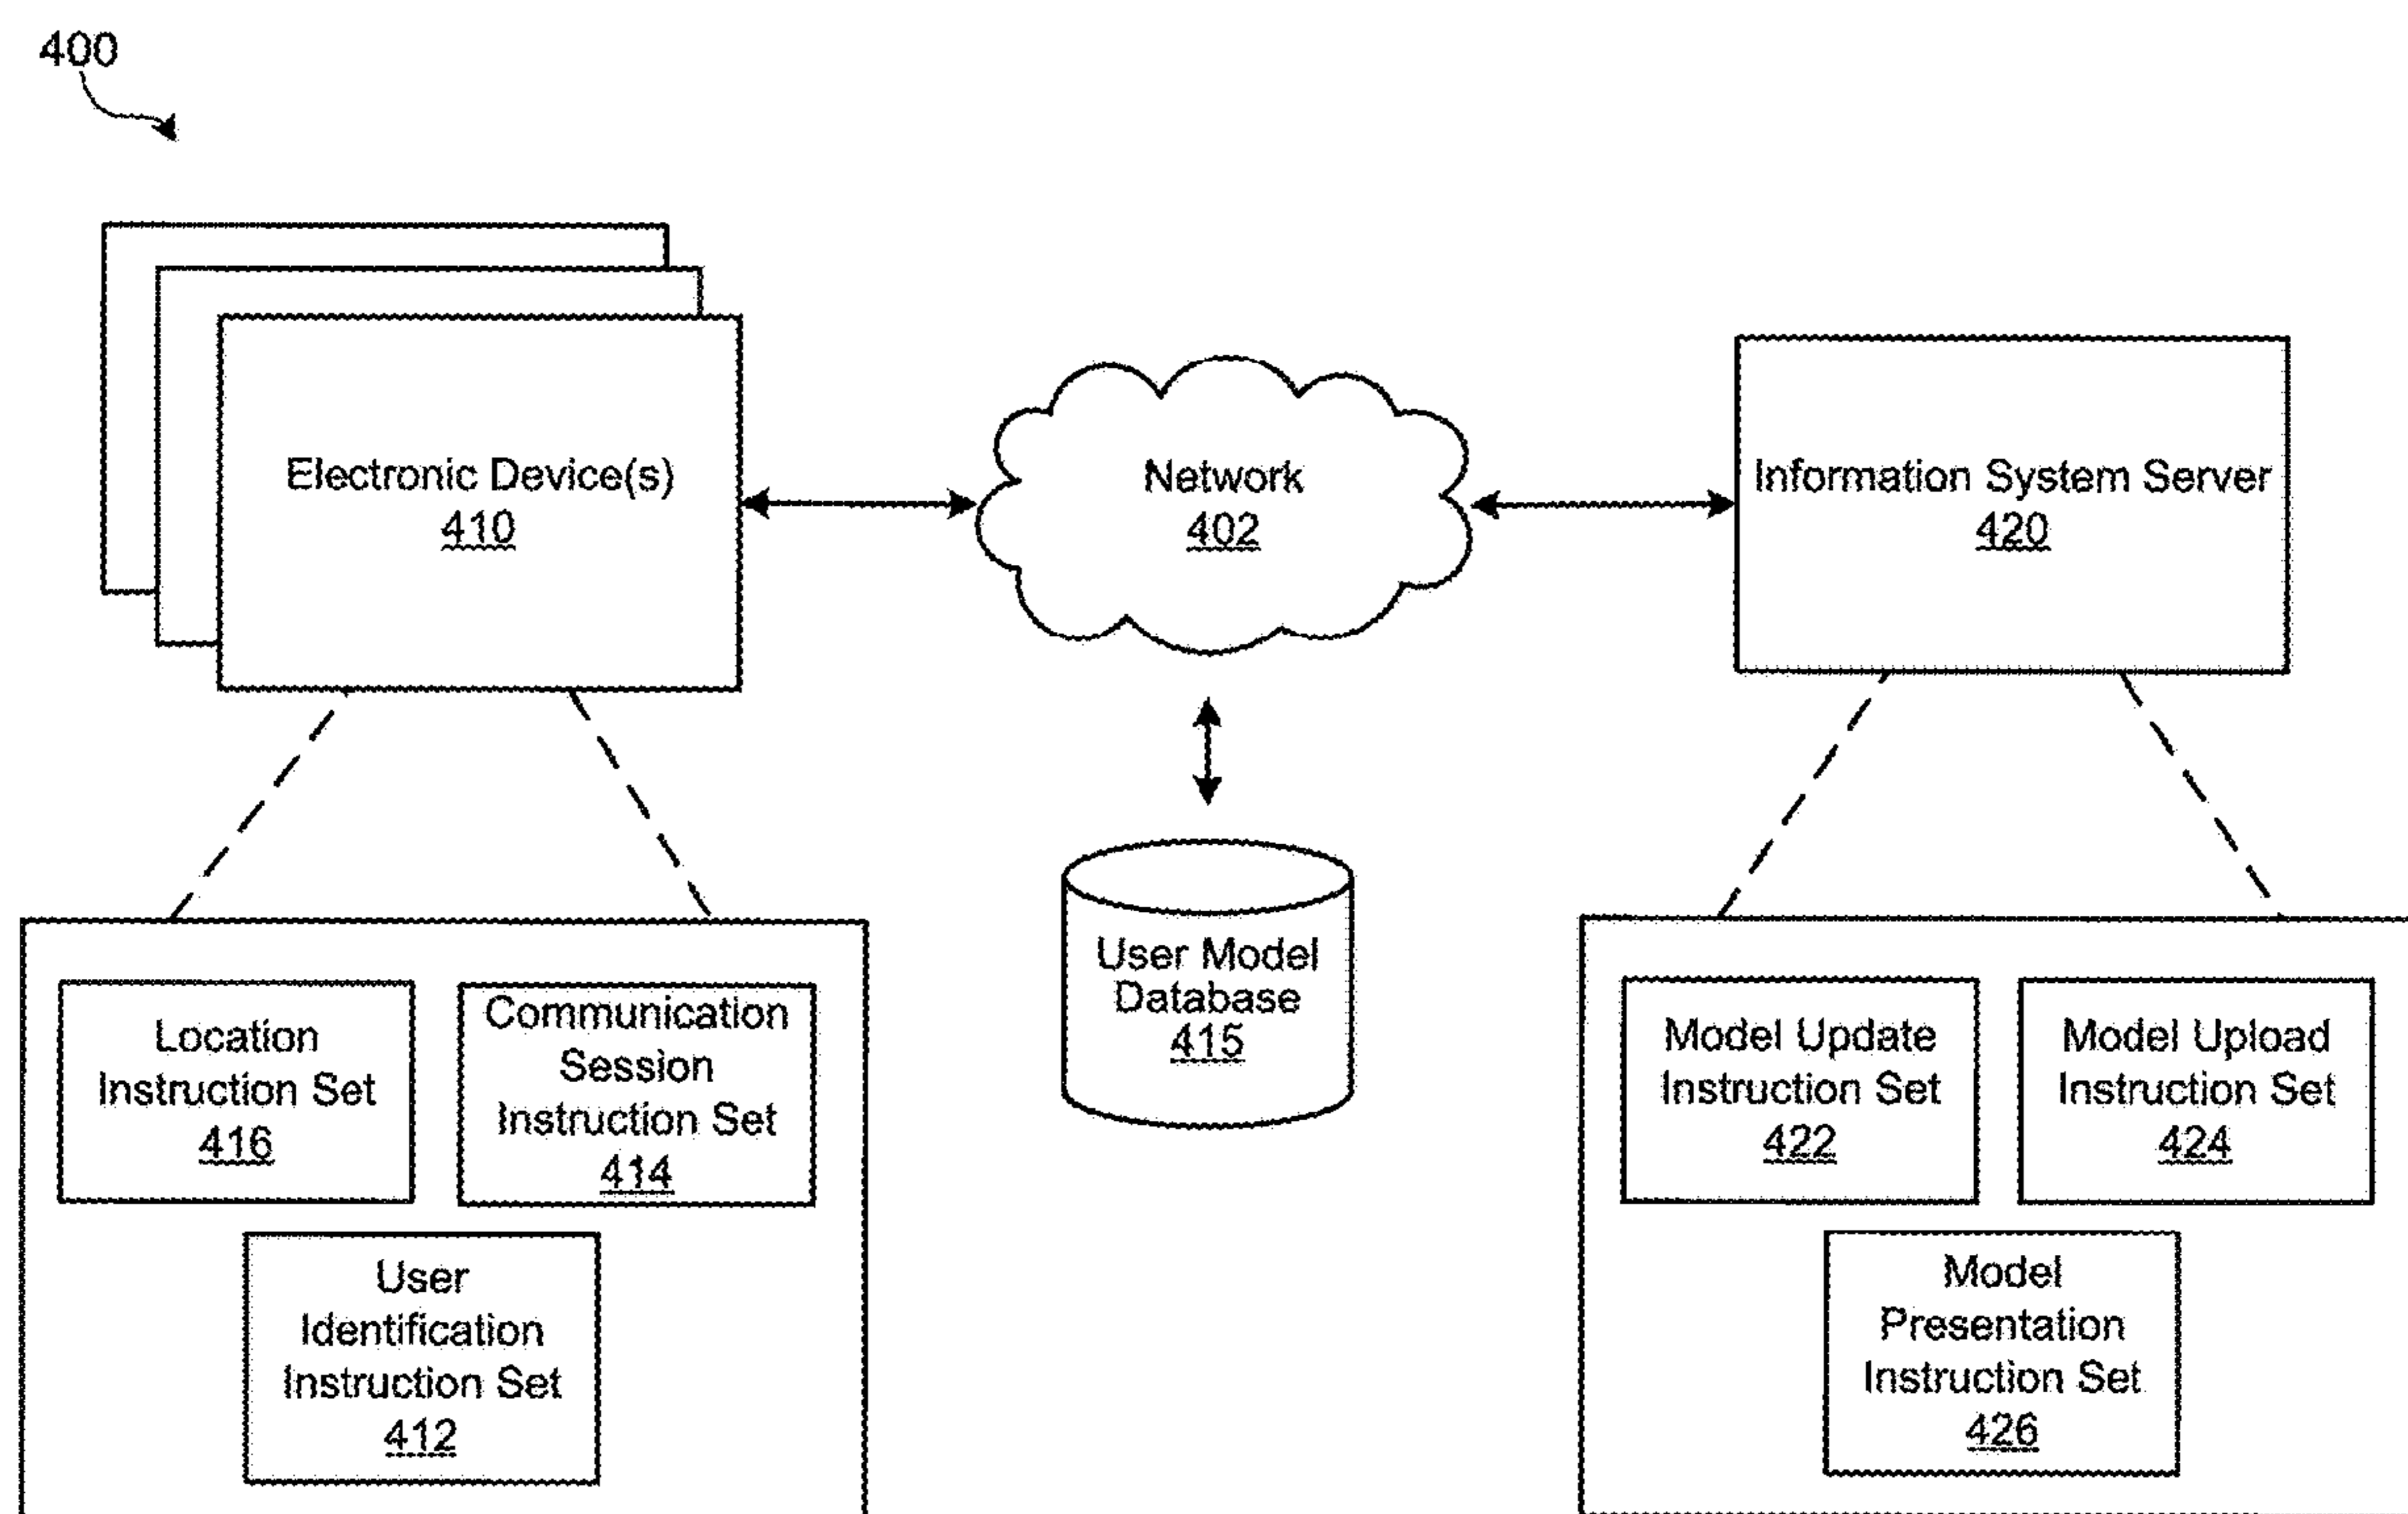 400
Electronic Device(s)
410
Network
402
Information System Server
420
User Model
Database
415
Location
Instruction Set
416
Communication
Session
Instruction Set
414
User
Identification
Instruction Set
412
Model Update
Instruction Set
422
Model Upload
Instruction Set
424
Model
Presentation
Instruction Set
426